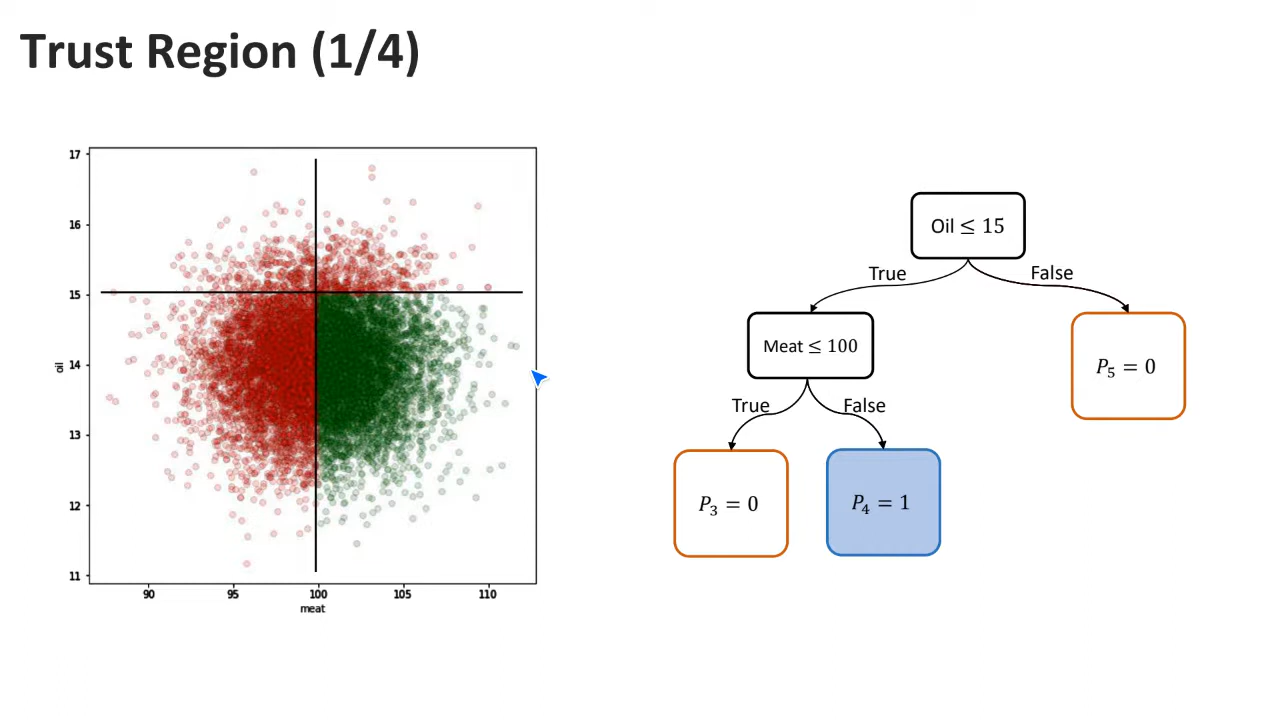 Trust Region (1/4)
17
16
15
14
13
12
11
oil
90 95 100 105 110
meat
Oil ≤ 15
True False
Meat ≤ 100
P₅ = 0
True False
P₃ = 0
P₄ = 1